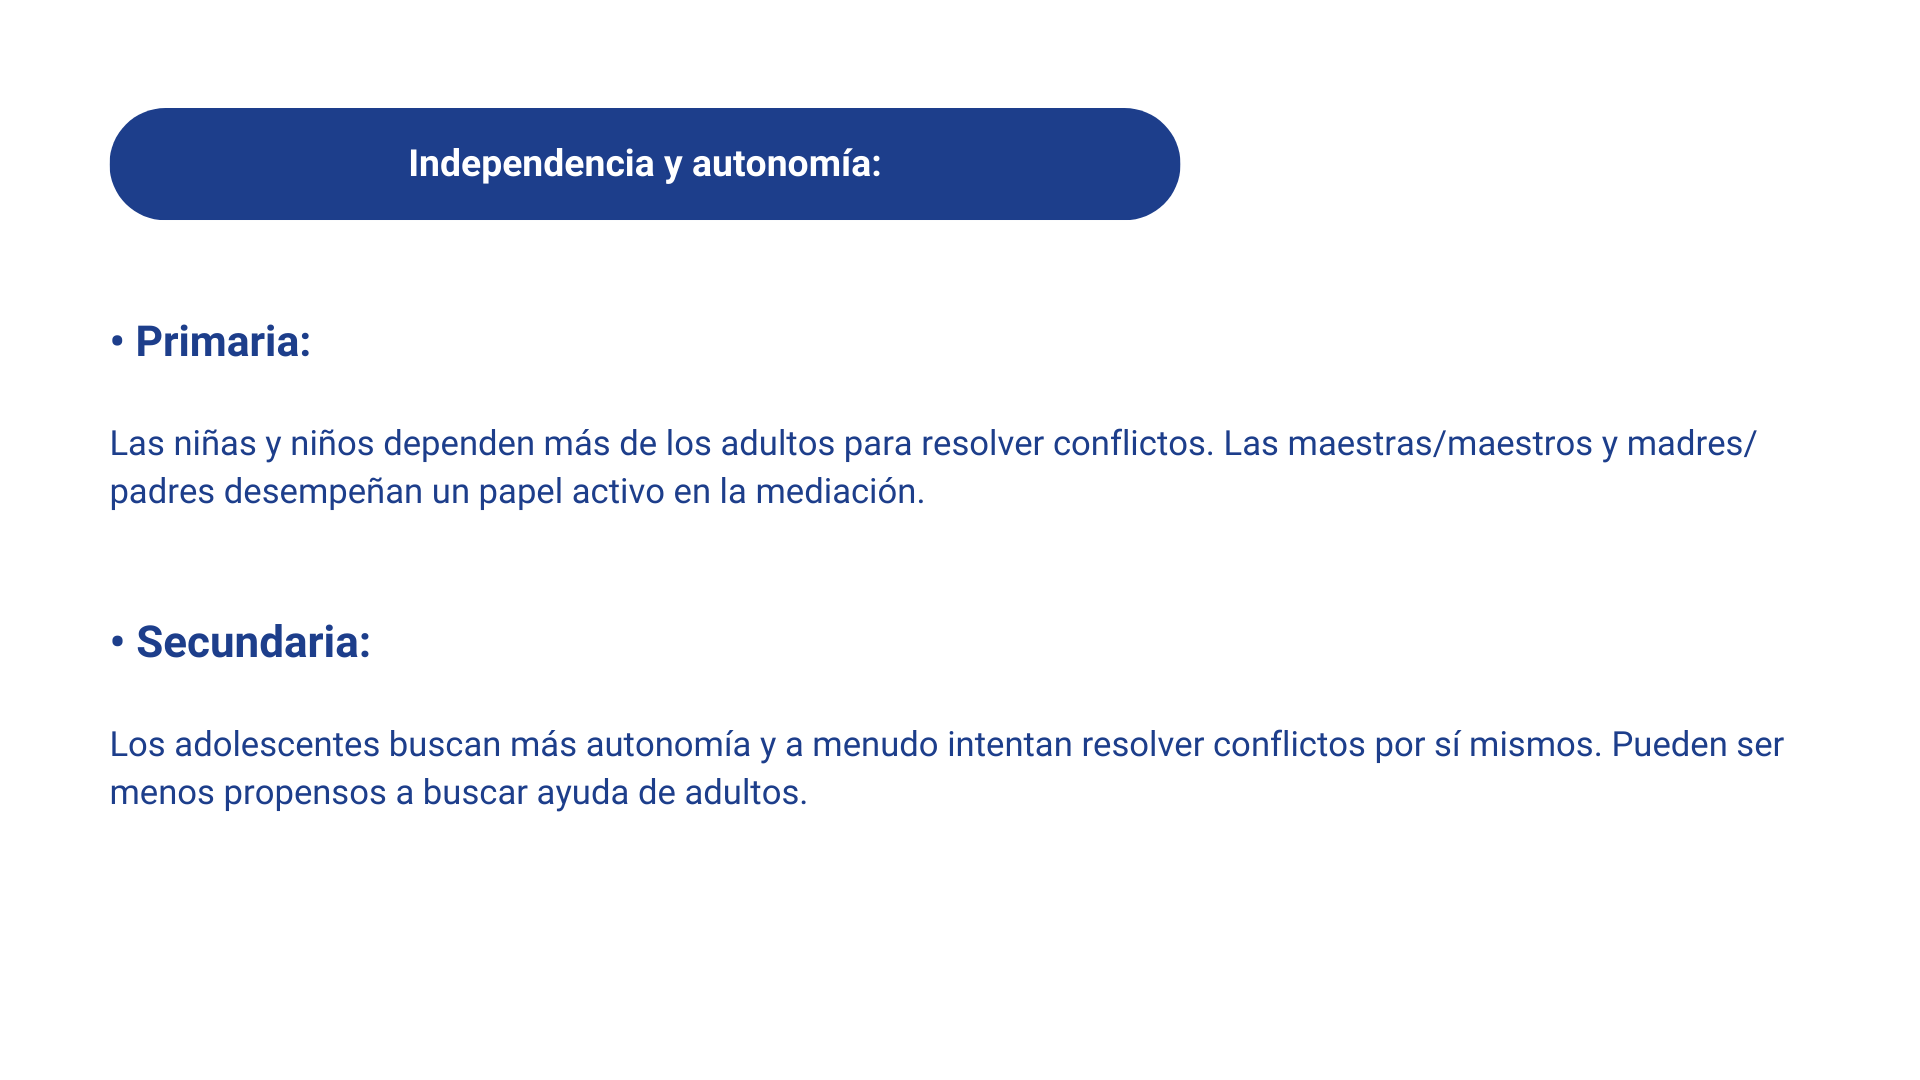 Independencia y autonomía:
• Primaria:
Las niñas y niños dependen más de los adultos para resolver conflictos. Las maestras/maestros y madres/
padres desempeñan un papel activo en la mediación.
• Secundaria:
Los adolescentes buscan más autonomía y a menudo intentan resolver conflictos por sí mismos. Pueden ser
menos propensos a buscar ayuda de adultos.